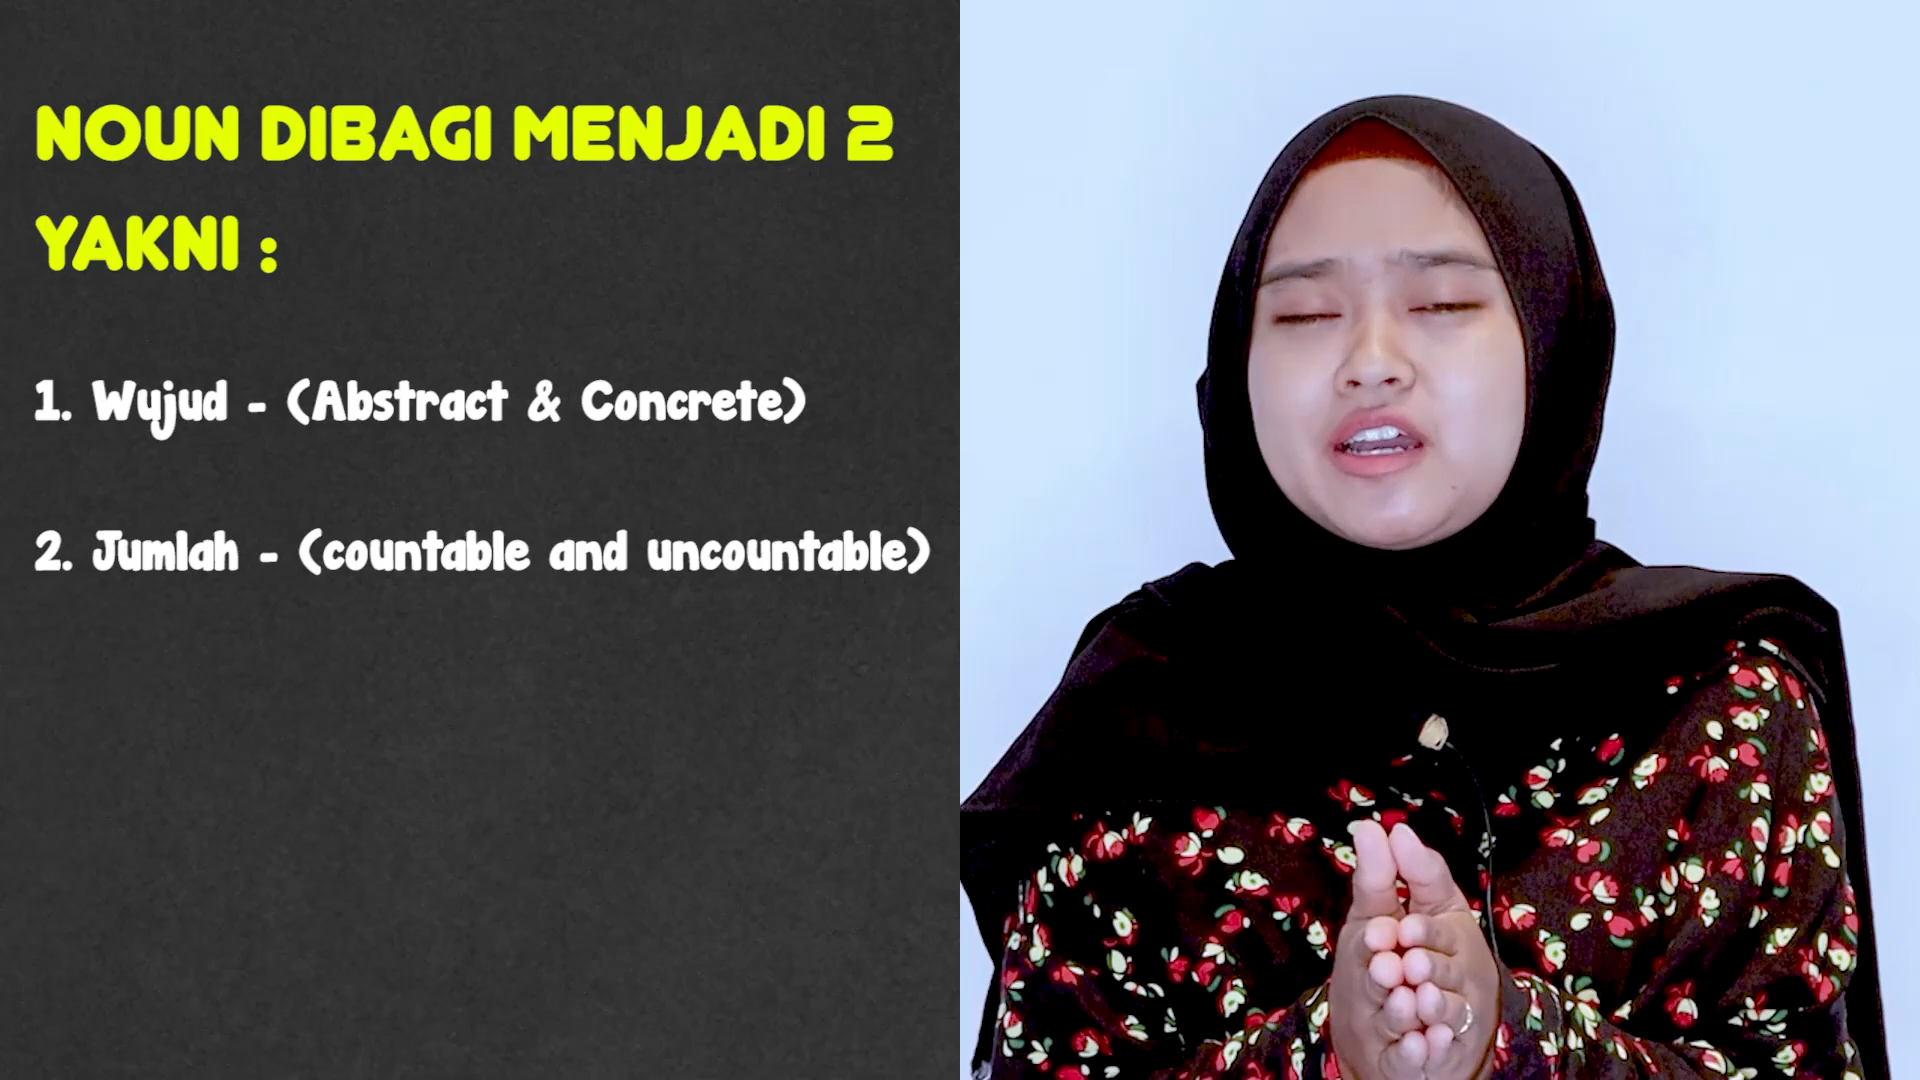 NOUN DIBAGI MENJADI 2
YAKNI :
1. Wujud - (Abstract & Concrete)
2. Jumlah - (countable and uncountable)